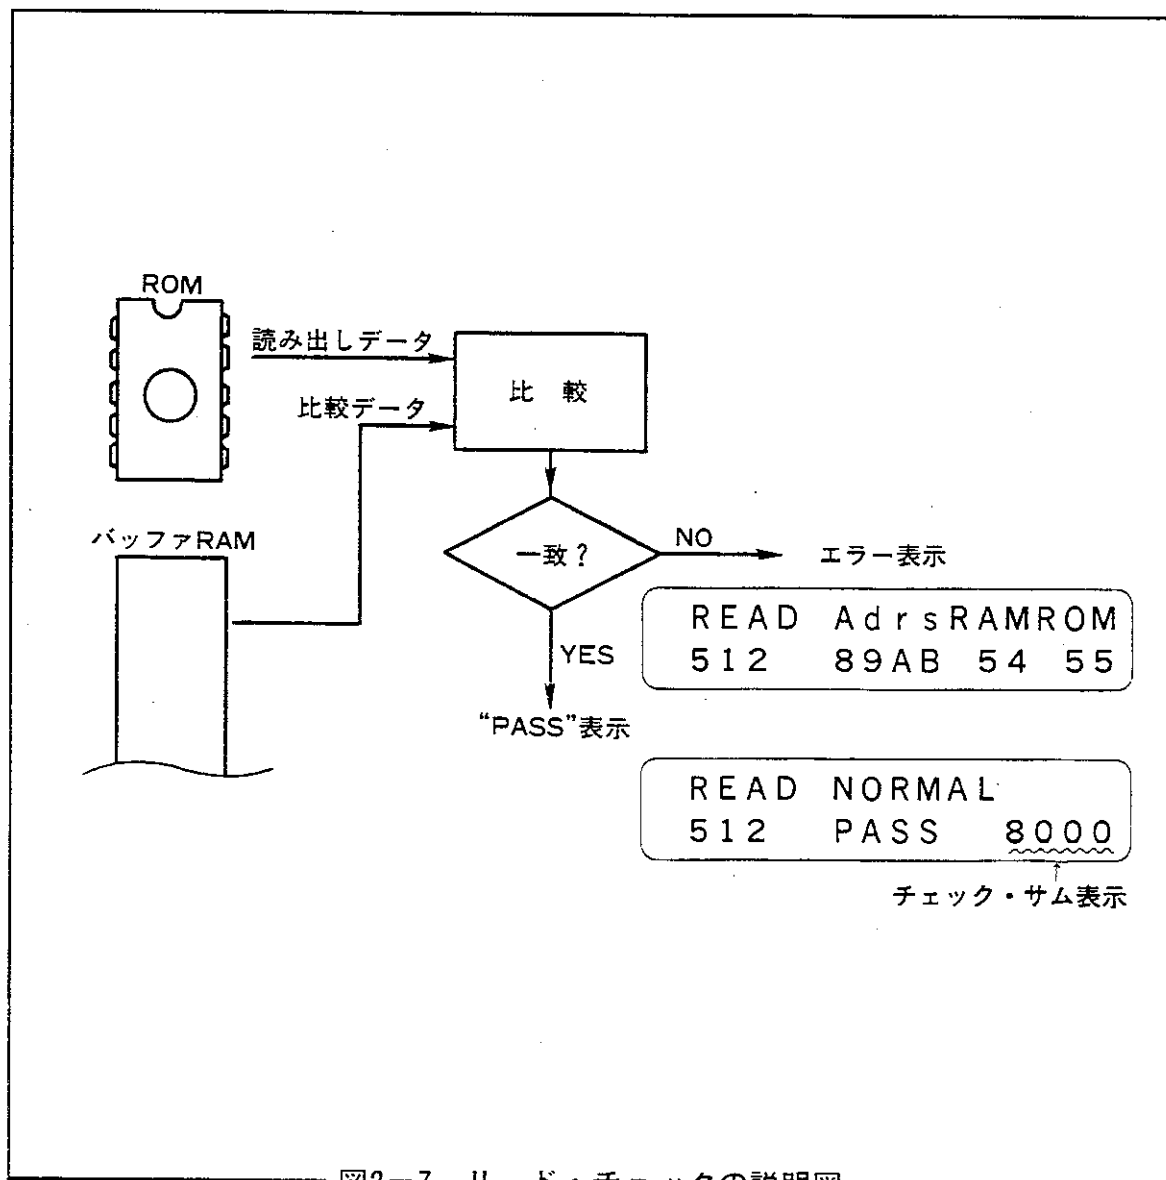 ROM
読み出しデータ
比較データ
比 較
バッファRAM
一致?
NO
エラー表示
READ AdrsRAMROM
512 89AB 54 55
YES
“PASS”表示
READ NORMAL
512 PASS 8000
チェック・サム表示